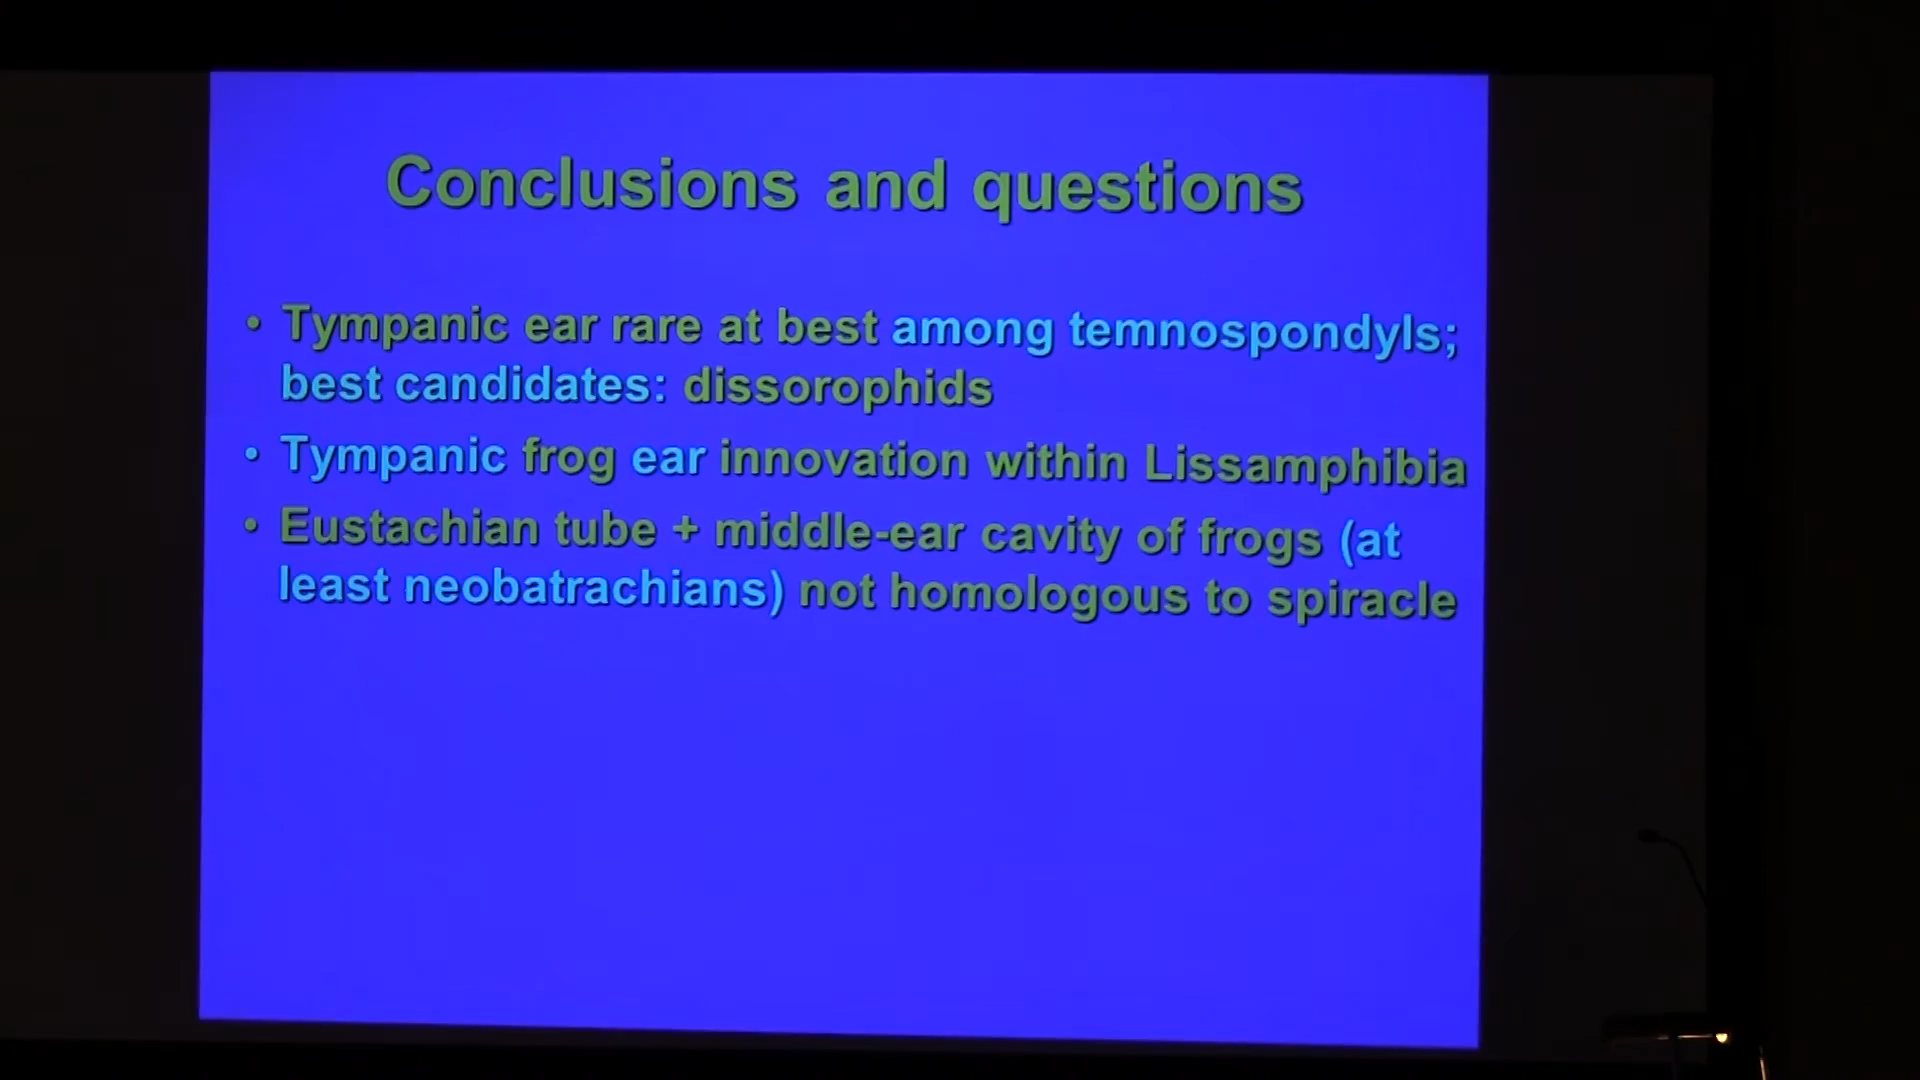 Conclusions and questions
• Tympanic ear rare at best among temnospondyls;
best candidates: dissorophids
• Tympanic frog ear innovation within Lissamphibia
• Eustachian tube + middle-ear cavity of frogs (at
least neobatrachians) not homologous to spiracle